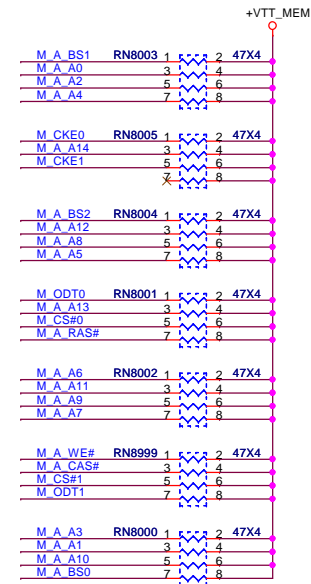 +VTT_MEM
M_A_BS1 RN8003 1 2 47X4
M_A_A0 3 4
M_A_A2 5 6
M_A_A4 7 8
M_CKE0 RN8005 1 2 47X4
M_A_A14 3 4
M_CKE1 5 6
7 8
M_A_BS2 RN8004 1 2 47X4
M_A_A12 3 4
M_A_A8 5 6
M_A_A5 7 8
M_ODT0 RN8001 1 2 47X4
M_A_A13 3 4
M_CS#0 5 6
M_A_RAS# 7 8
M_A_A6 RN8002 1 2 47X4
M_A_A11 3 4
M_A_A9 5 6
M_A_A7 7 8
M_A_WE# RN8999 1 2 47X4
M_A_CAS# 3 4
M_CS#1 5 6
M_ODT1 7 8
M_A_A3 RN8000 1 2 47X4
M_A_A1 3 4
M_A_A10 5 6
M_A_BS0 7 8